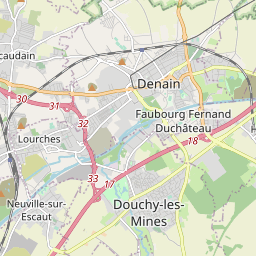 caudain
Denain
30
31
32
Faubourg Fernand
Duchâteau
Lourches
18
H
33
17
Neuville-sur-
Escaut
Douchy-les-
Mines